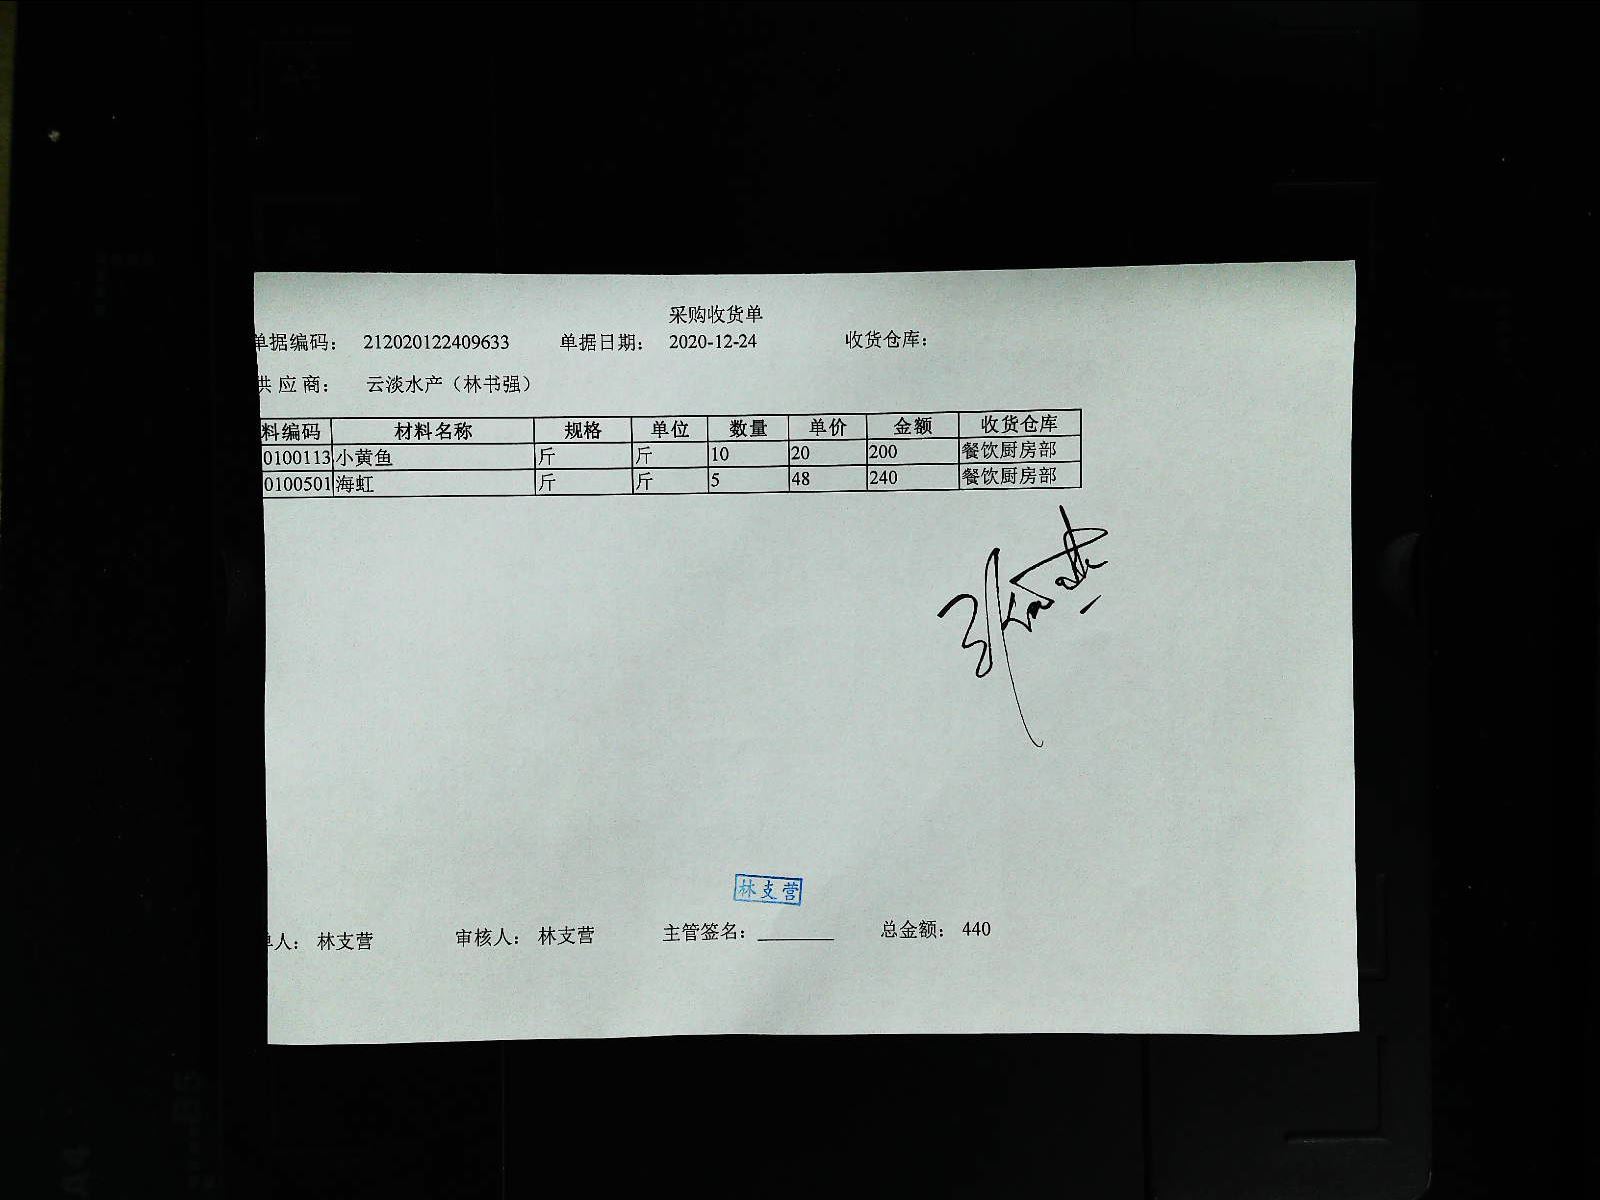 采购收货单
单据编码： 212020122409633 单据日期： 2020-12-24 收货仓库：
供应商： 云淡水产（林书强）
料编码 材料名称 规格 单位 数量 单价 金额 收货仓库
0100113 小黄鱼 斤 斤 10 20 200 餐饮厨房部
0100501 海虹 斤 斤 5 48 240 餐饮厨房部
林支营
单人： 林支营 审核人： 林支营 主管签名： 总金额： 440